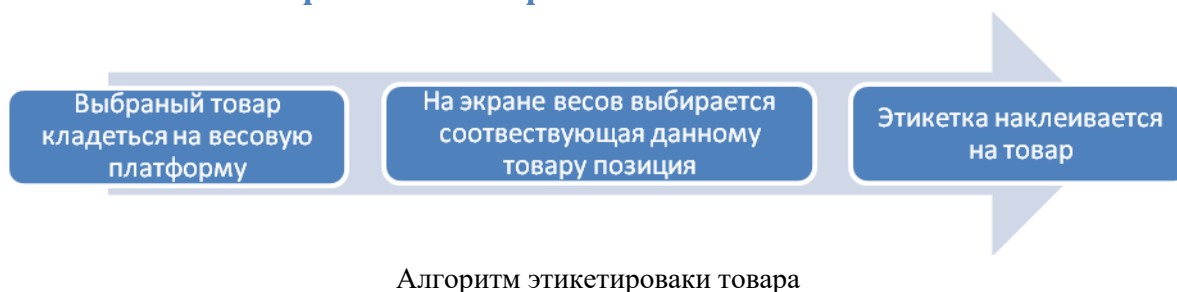 Выбраный товар
кладеться на весовую
платформу
На экране весов выбирается
соотвествующая данному
товару позиция
Этикетка наклеивается
на товар
Алгоритм этикетироваки товара